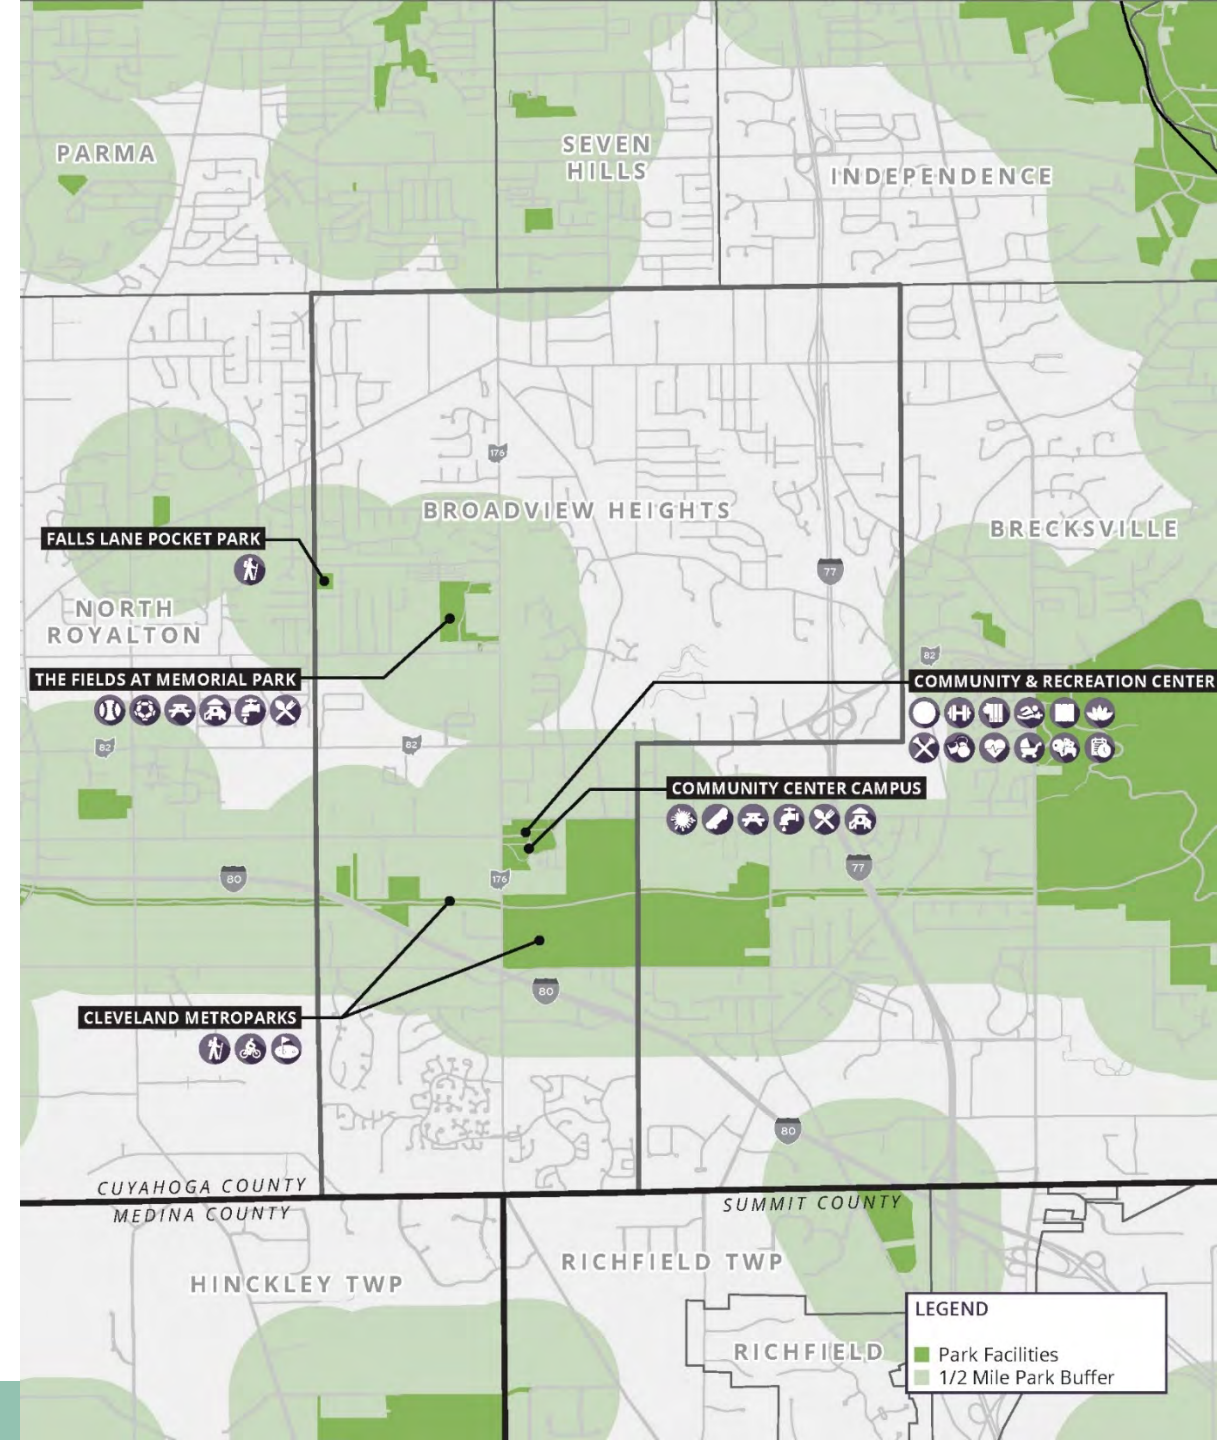 PARMA
SEVEN
HILLS
INDEPENDENCE
176
BROADVIEW HEIGHTS
BRECKSVILLE
FALLS LANE POCKET PARK
77
NORTH
ROYALTON
82
THE FIELDS AT MEMORIAL PARK
COMMUNITY & RECREATION CENTER
82
82
COMMUNITY CENTER CAMPUS
80
176
77
80
CLEVELAND METROPARKS
80
CUYAHOGA COUNTY
MEDINA COUNTY
SUMMIT COUNTY
HINCKLEY TWP
RICHFIELD TWP
RICHFIELD
LEGEND
Park Facilities
1/2 Mile Park Buffer